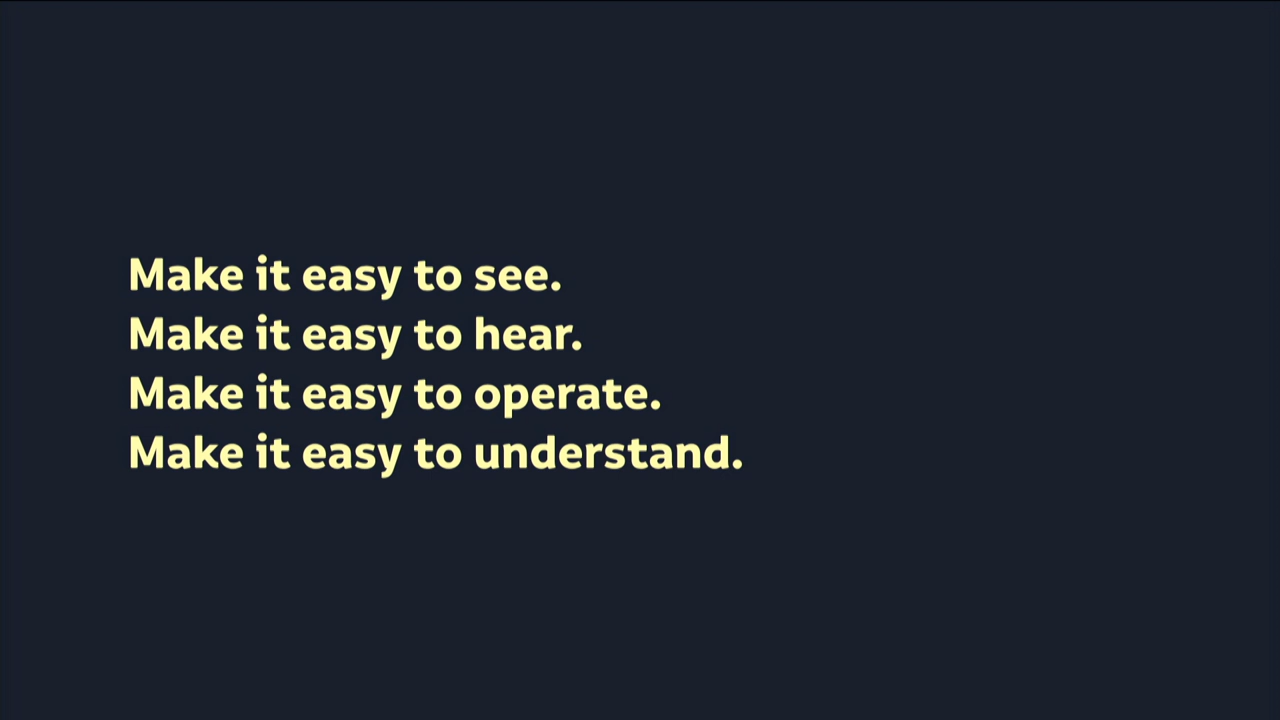 Make it easy to see.
Make it easy to hear.
Make it easy to operate.
Make it easy to understand.